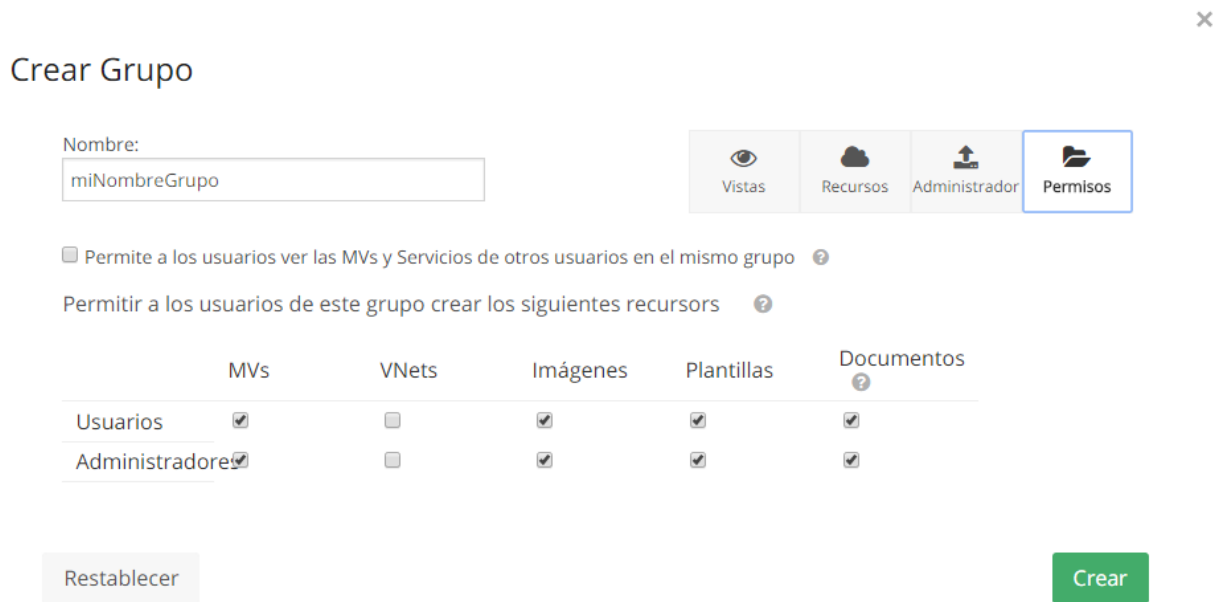 ×
Crear Grupo
Nombre:
miNombreGrupo
Vistas Recursos Administrador Permisos
Permite a los usuarios ver las MVs y Servicios de otros usuarios en el mismo grupo ?
Permitir a los usuarios de este grupo crear los siguientes recursors ?
MVs VNets Imágenes Plantillas Documentos ?
Usuarios
Administradores
Restablecer Crear